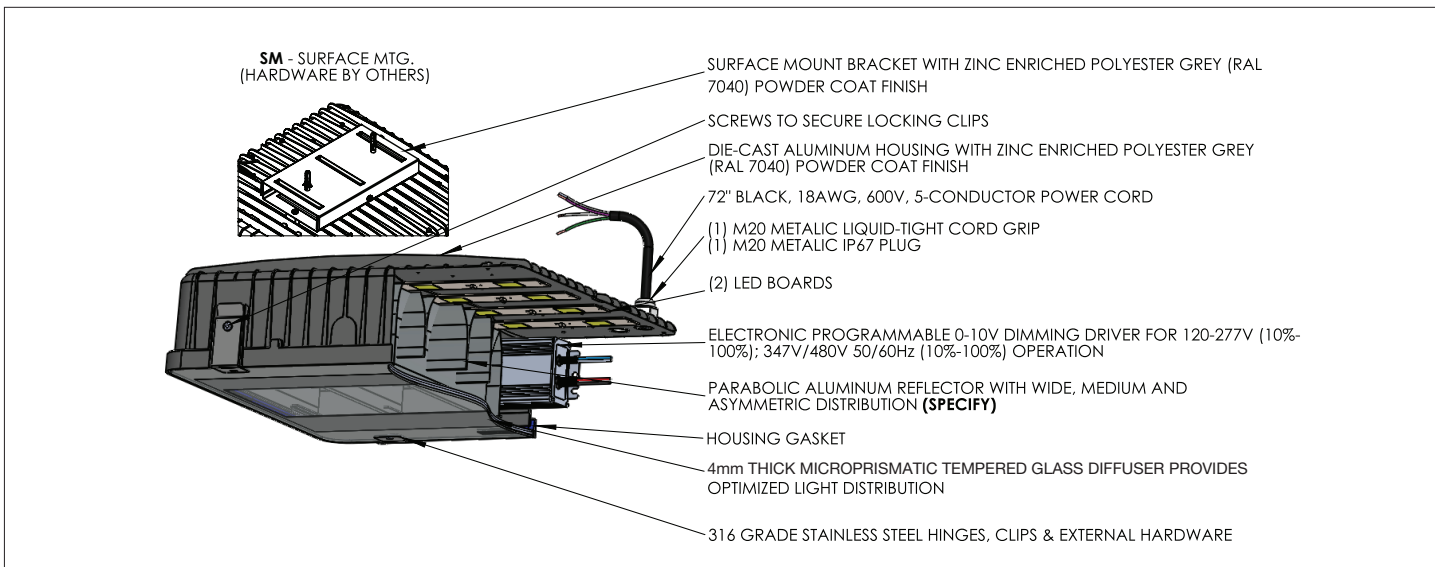 SM - SURFACE MTG.
(HARDWARE BY OTHERS)
SURFACE MOUNT BRACKET WITH ZINC ENRICHED POLYESTER GREY (RAL
7040) POWDER COAT FINISH
SCREWS TO SECURE LOCKING CLIPS
DIE-CAST ALUMINUM HOUSING WITH ZINC ENRICHED POLYESTER GREY
(RAL 7040) POWDER COAT FINISH
72" BLACK, 18AWG, 600V, 5-CONDUCTOR POWER CORD
(1) M20 METALIC LIQUID-TIGHT CORD GRIP
(1) M20 METALIC IP67 PLUG
(2) LED BOARDS
ELECTRONIC PROGRAMMABLE 0-10V DIMMING DRIVER FOR 120-277V (10%-
100%); 347V/480V 50/60Hz (10%-100%) OPERATION
PARABOLIC ALUMINUM REFLECTOR WITH WIDE, MEDIUM AND
ASYMMETRIC DISTRIBUTION (SPECIFY)
HOUSING GASKET
4mm THICK MICROPRISMATIC TEMPERED GLASS DIFFUSER PROVIDES
OPTIMIZED LIGHT DISTRIBUTION
316 GRADE STAINLESS STEEL HINGES, CLIPS & EXTERNAL HARDWARE